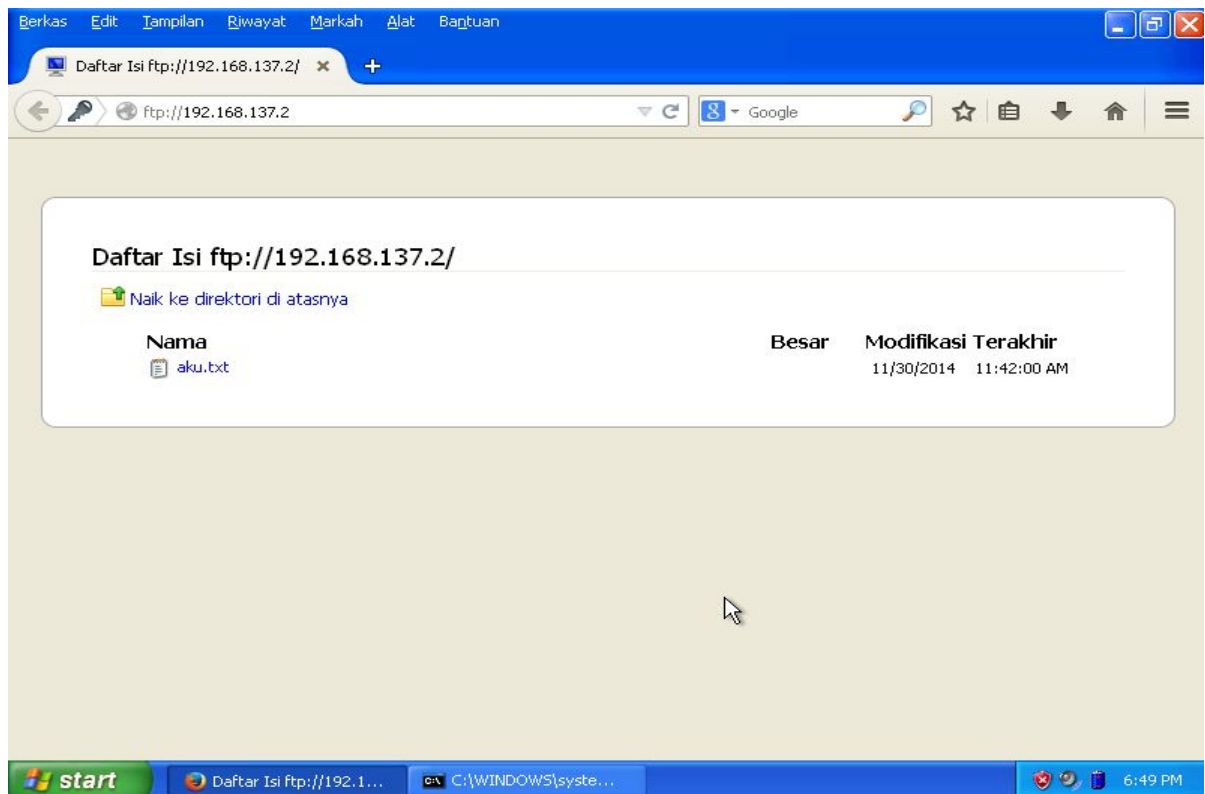 Berkas Edit Tampilan Riwayat Markah Alat Bantuan
Daftar Isi ftp://192.168.137.2/
ftp://192.168.137.2
8 Google
Daftar Isi ftp://192.168.137.2/
Naik ke direktori di atasnya
Nama Besar Modifikasi Terakhir
aku.txt 11/30/2014 11:42:00 AM
start Daftar Isi ftp://192.1... C:\WINDOWS\syste... 6:49 PM